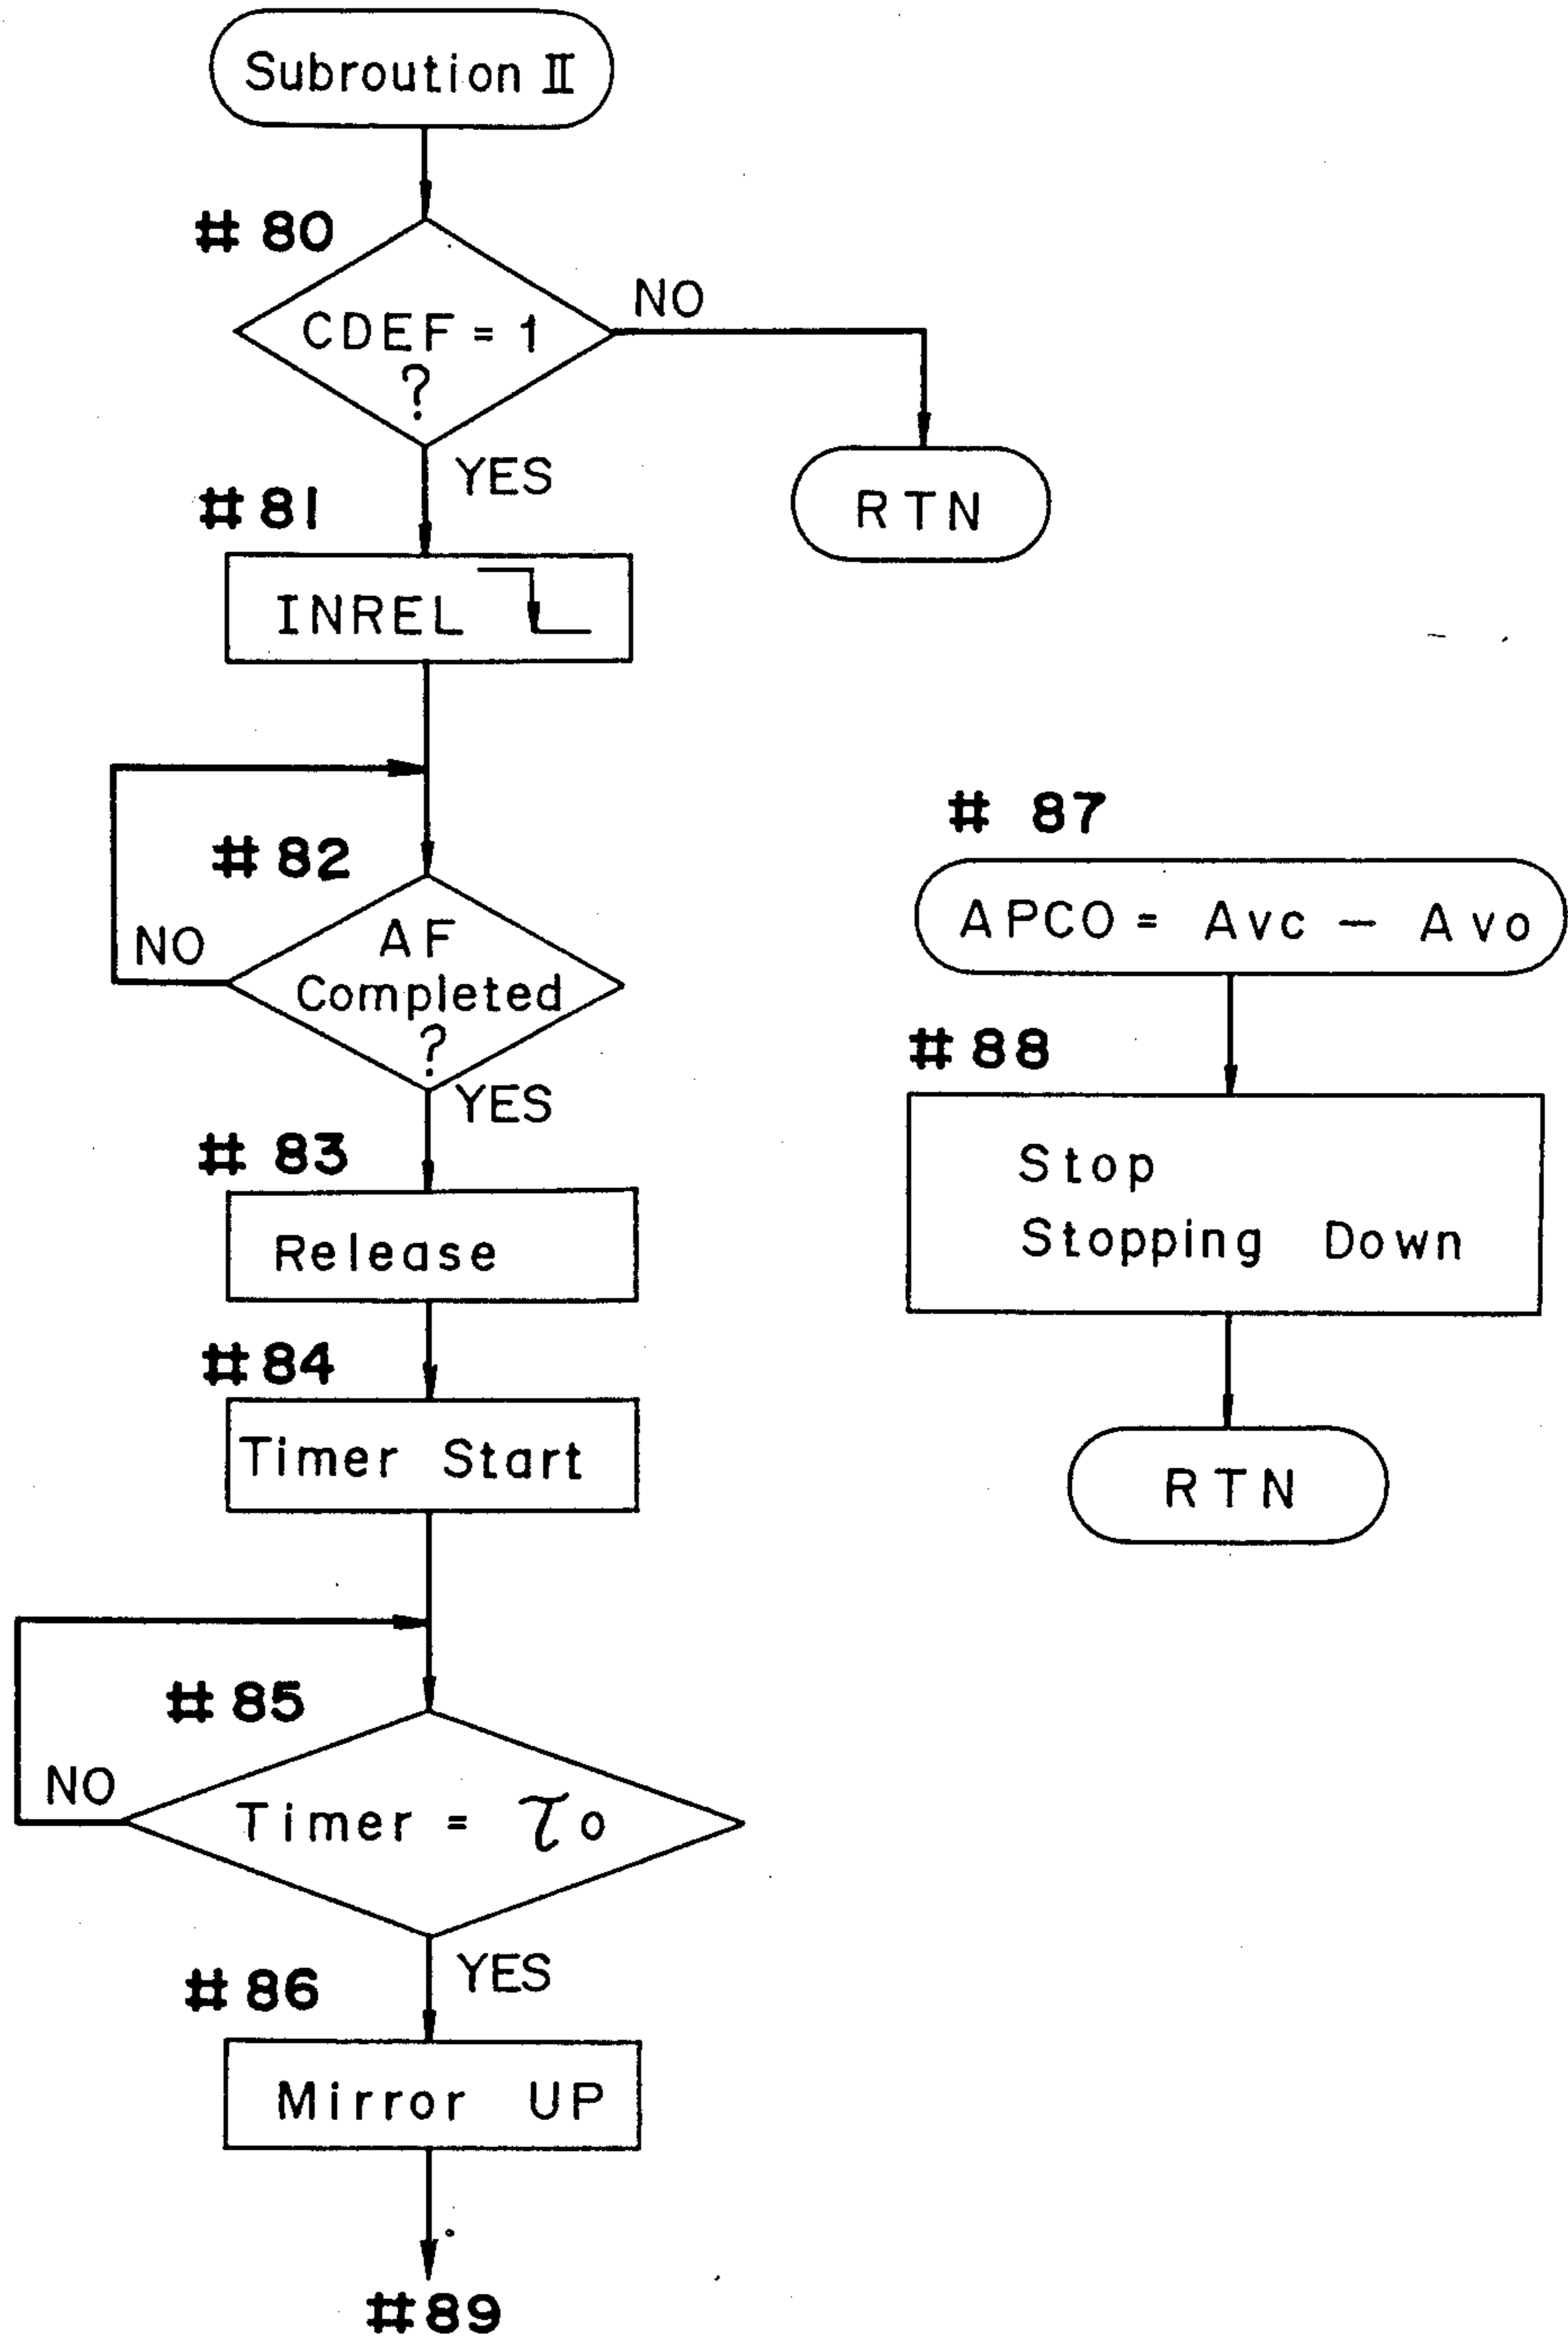 Subroution II
# 80
CDEF = 1
?
NO
YES
RTN
# 81
INREL
# 82
AF
Completed
?
NO
YES
# 83
Release
# 84
Timer Start
# 85
Timer = τo
NO
YES
# 86
Mirror UP
#89
# 87
APCO = Avc - Avo
# 88
Stop
Stopping Down
RTN